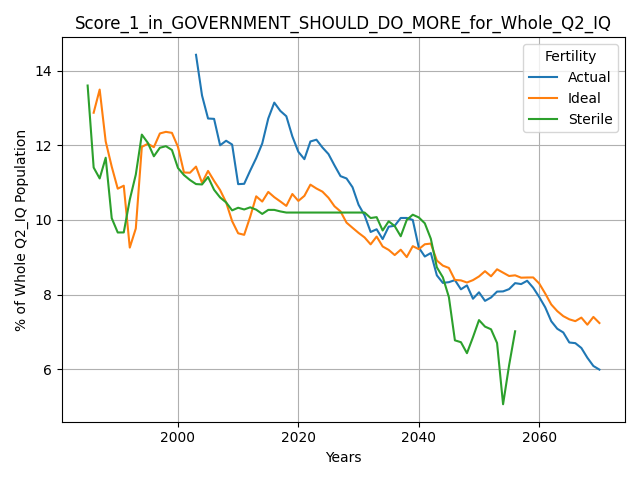 Score_1_in_GOVERNMENT_SHOULD_DO_MORE_for_Whole_Q2_IQ
% of Whole Q2_IQ Population
14
12
10
8
6
Fertility
Actual
Ideal
Sterile
2000
2020
2040
2060
Years